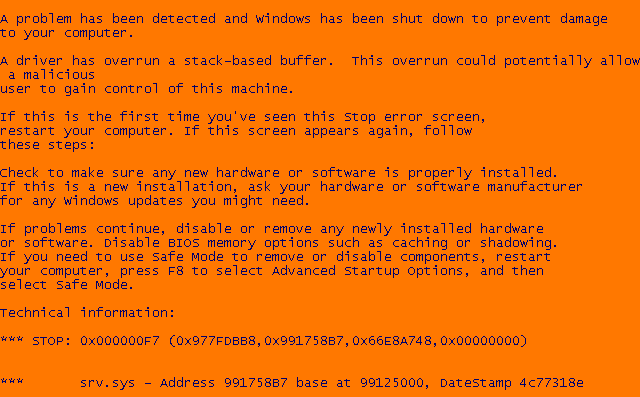 A problem has been detected and Windows has been shut down to prevent damage
to your computer.
A driver has overrun a stack-based buffer.  This overrun could potentially allow
 a malicious
user to gain control of this machine.
If this is the first time you've seen this Stop error screen,
restart your computer. If this screen appears again, follow
these steps:
Check to make sure any new hardware or software is properly installed.
If this is a new installation, ask your hardware or software manufacturer
for any Windows updates you might need.
If problems continue, disable or remove any newly installed hardware
or software. Disable BIOS memory options such as caching or shadowing.
If you need to use Safe Mode to remove or disable components, restart
your computer, press F8 to select Advanced Startup Options, and then
select Safe Mode.
Technical information:
*** STOP: 0x000000F7 (0x977FDBB8,0x991758B7,0x66E8A748,0x00000000)
***       srv.sys - Address 991758B7 base at 99125000, DateStamp 4c77318e